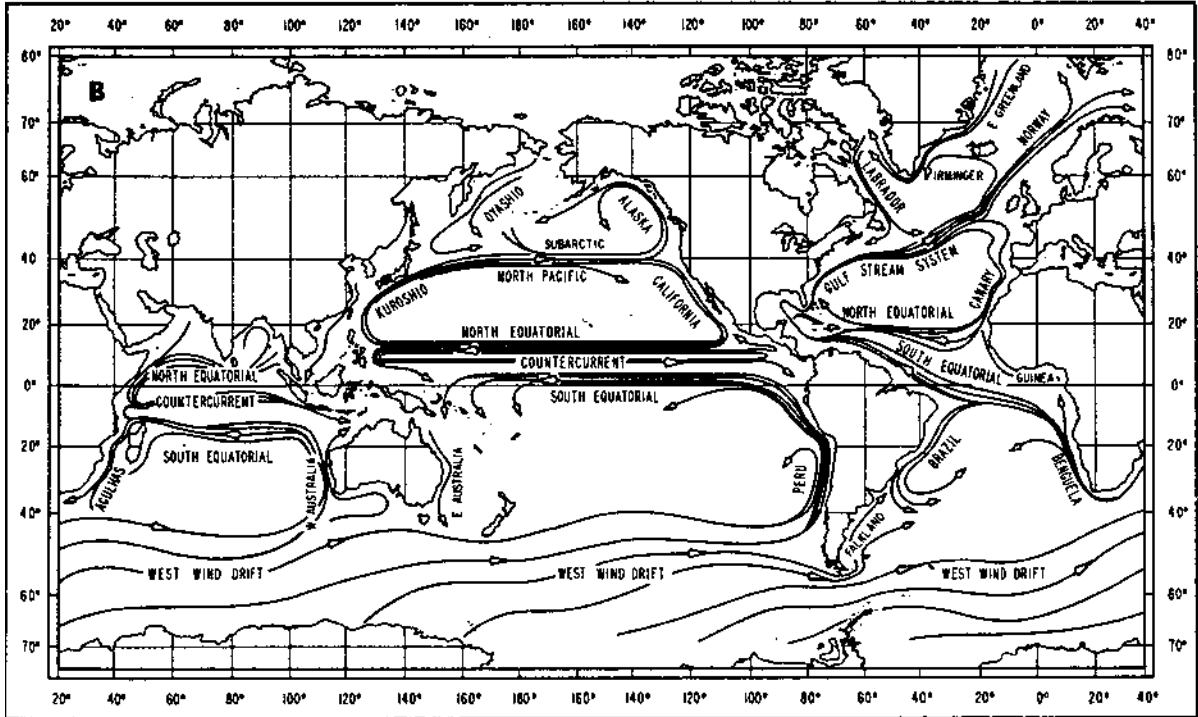 20° 40° 60° 80° 100° 120° 140° 160° 180° 160° 140° 120° 100° 80° 60° 40° 20° 0° 20° 40°
B
80° 80°
70° 70°
60° 60°
40° 40°
20° 20°
0° 0°
20° 20°
40° 40°
60° 60°
70° 70°
E GREENLAND
NORWAY
IRMINGER
LABRADOR
OYASHIO
ALASKA
SUBARCTIC
NORTH PACIFIC
KUROSHIO
CALIFORNIA
GULF STREAM SYSTEM
CANARY
NORTH EQUATORIAL
NORTH EQUATORIAL
COUNTERCURRENT
SOUTH EQUATORIAL
NORTH EQUATORIAL
GUINEA
COUNTERCURRENT
SOUTH EQUATORIAL
SOUTH EQUATORIAL
AGULHAS
W AUSTRALIA
E AUSTRALIA
PERU
BRAZIL
BENGUELA
FALKLAND
WEST WIND DRIFT
WEST WIND DRIFT
WEST WIND DRIFT
20° 40° 60° 80° 100° 120° 140° 160° 180° 160° 140° 120° 100° 80° 60° 40° 20° 0° 20° 40°